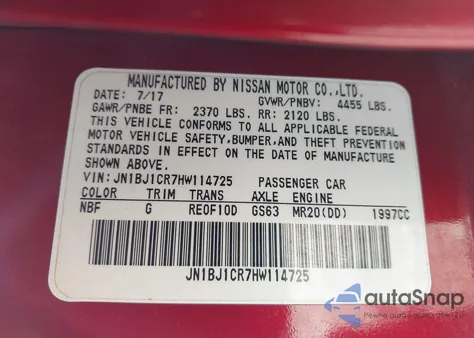 MANUFACTURED BY NISSAN MOTOR CO.,LTD.
DATE: 7/17 GVWR/PNBV: 4455 LBS.
GAWR/PNBE FR: 2370 LBS. RR: 2120 LBS.
THIS VEHICLE CONFORMS TO ALL APPLICABLE FEDERAL
MOTOR VEHICLE SAFETY,BUMPER,AND THEFT PREVENTION
STANDARDS IN EFFECT ON THE DATE OF MANUFACTURE
SHOWN ABOVE.
VIN: JN1BJ1CR7HW114725 PASSENGER CAR
COLOR TRIM TRANS AXLE ENGINE
NBF G RE0F10D GS63 MR20(DD) 1997CC
JN1BJ1CR7HW114725
autoSnap